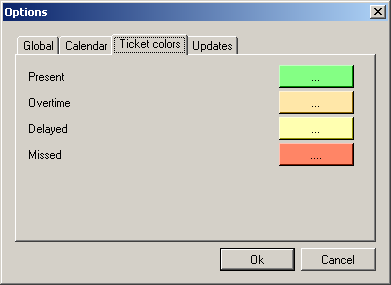 Options
Global Calendar Ticket colors Updates
Present ...
Overtime ...
Delayed ...
Missed ....
Ok Cancel